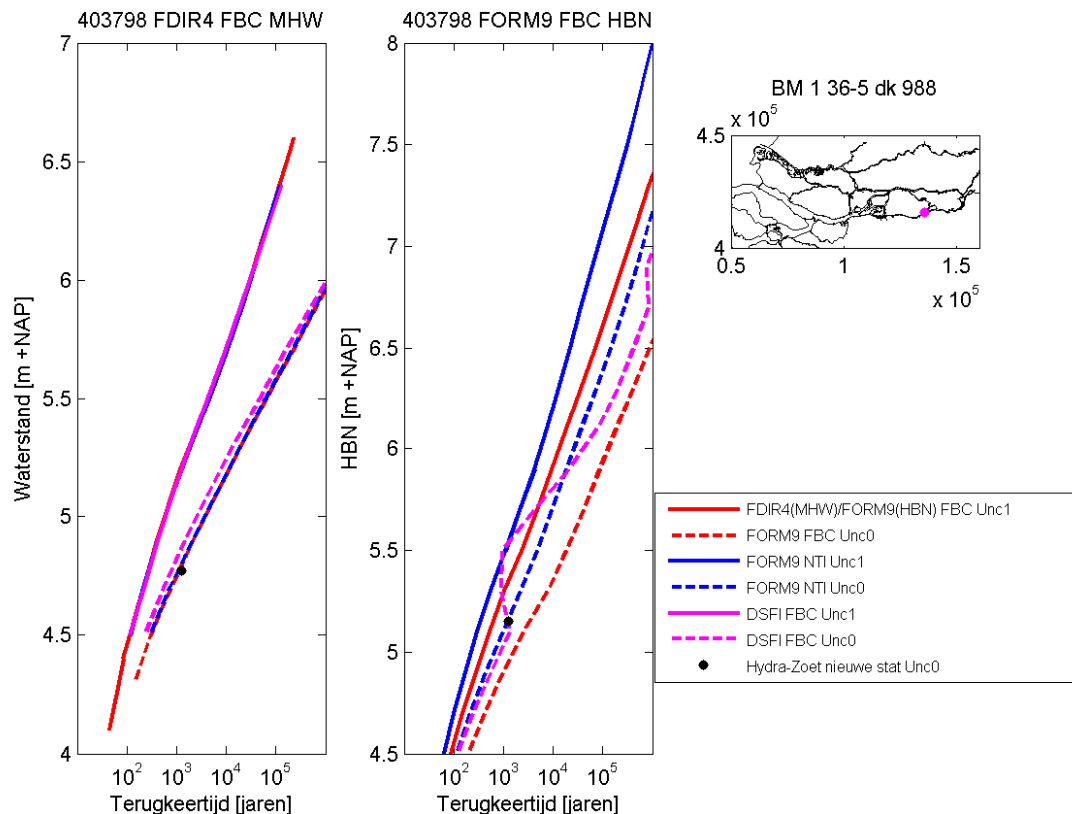 403798 FDIR4 FBC MHW
7
6.5
6
5.5
5
4.5
4
Waterstand [m +NAP]
10^2
10^3
10^4
10^5
Terugkeertijd [jaren]
403798 FORM9 FBC HBN
8
7.5
7
6.5
6
5.5
5
4.5
HBN [m +NAP]
10^2
10^3
10^4
10^5
Terugkeertijd [jaren]
BM 1 36-5 dk 988
x 10^5
4.5
4
0.5
1
1.5
x 10^5
FDIR4(MHW)/FORM9(HBN) FBC Unc1
FORM9 FBC Unc0
FORM9 NTI Unc1
FORM9 NTI Unc0
DSFI FBC Unc1
DSFI FBC Unc0
Hydra-Zoet nieuwe stat Unc0